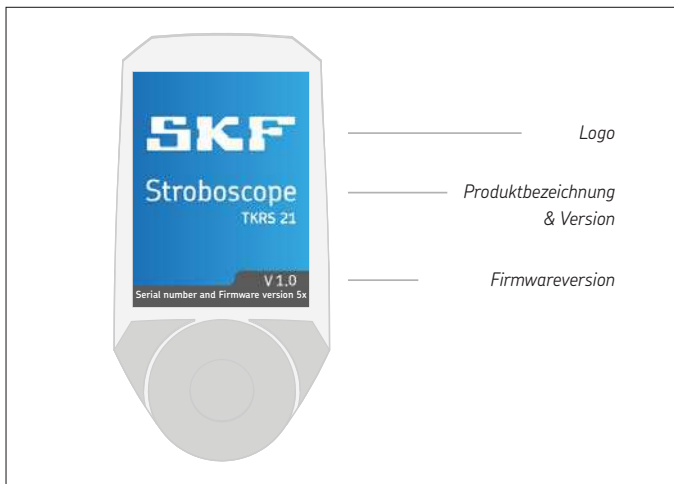 SKF
Logo
Stroboscope
TKRS 21
Produktbezeichnung
& Version
V 1.0
Serial number and Firmware version 5x
Firmwareversion